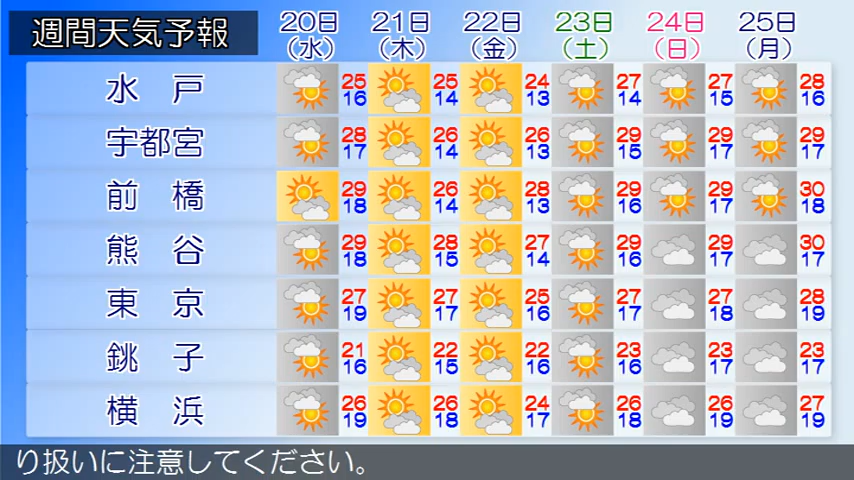 週間天気予報
20日 21日 22日 23日 24日 25日
（水） （木） （金） （土） （日） （月）
水 戸 25 16 25 14 24 13 27 14 27 15 28 16
宇都宮 28 17 26 14 26 13 29 15 29 17 29 17
前 橋 29 18 26 14 28 13 29 16 29 17 30 18
熊 谷 29 18 28 15 27 14 29 16 29 17 30 17
東 京 27 19 27 17 25 16 27 17 27 18 28 19
銚 子 21 16 22 15 22 16 23 16 23 17 23 17
横 浜 26 19 26 18 24 17 26 18 26 19 27 19
り扱いに注意してください。